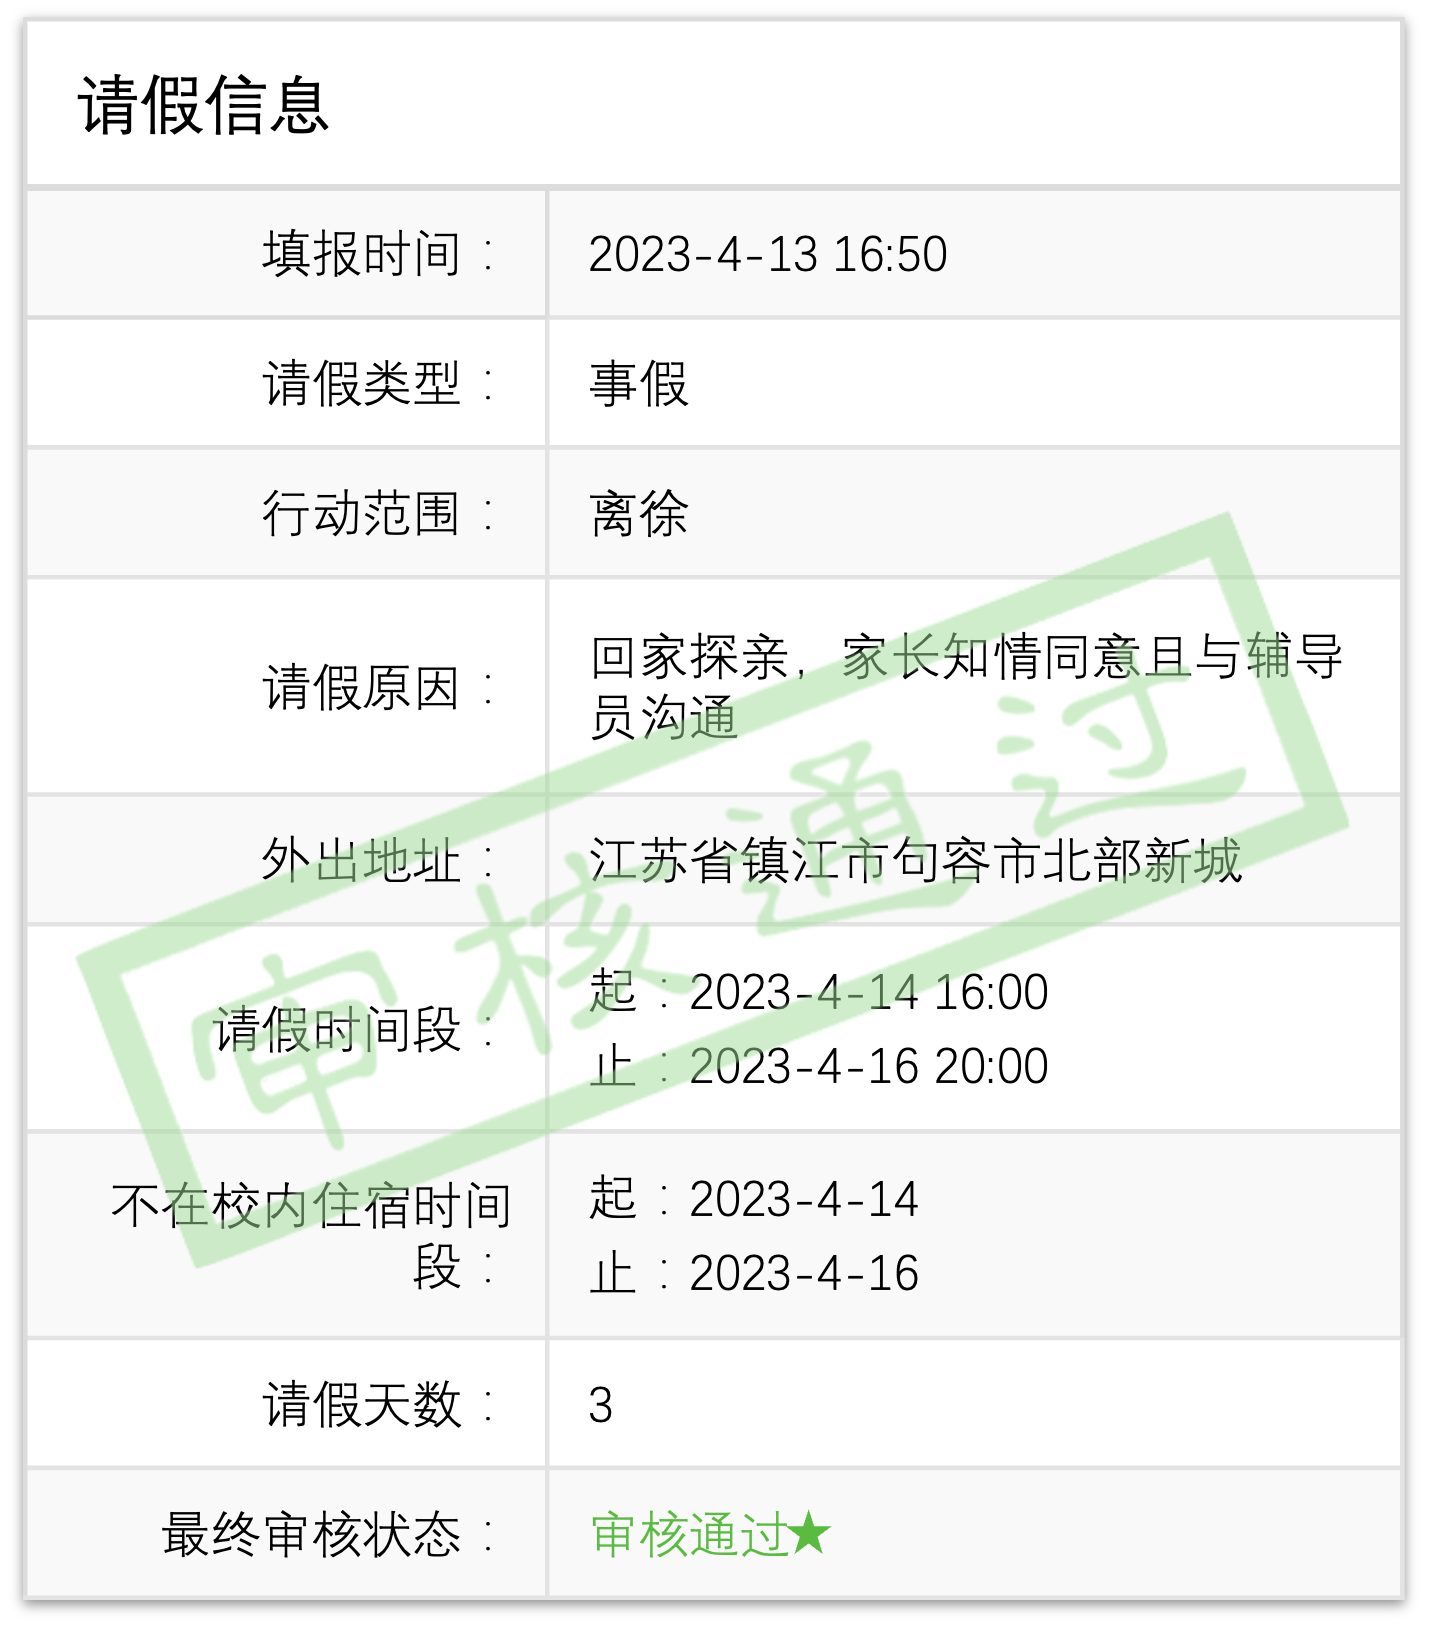 请假信息
填报时间： 2023-4-13 16:50
请假类型： 事假
行动范围： 离徐
请假原因： 回家探亲，家长知情同意且与辅导
员沟通
外出地址： 江苏省镇江市句容市北部新城
请假时间段： 起：2023-4-14 16:00
止：2023-4-16 20:00
不在校内住宿时间
段：
起：2023-4-14
止：2023-4-16
请假天数： 3
最终审核状态： 审核通过★
审核通过